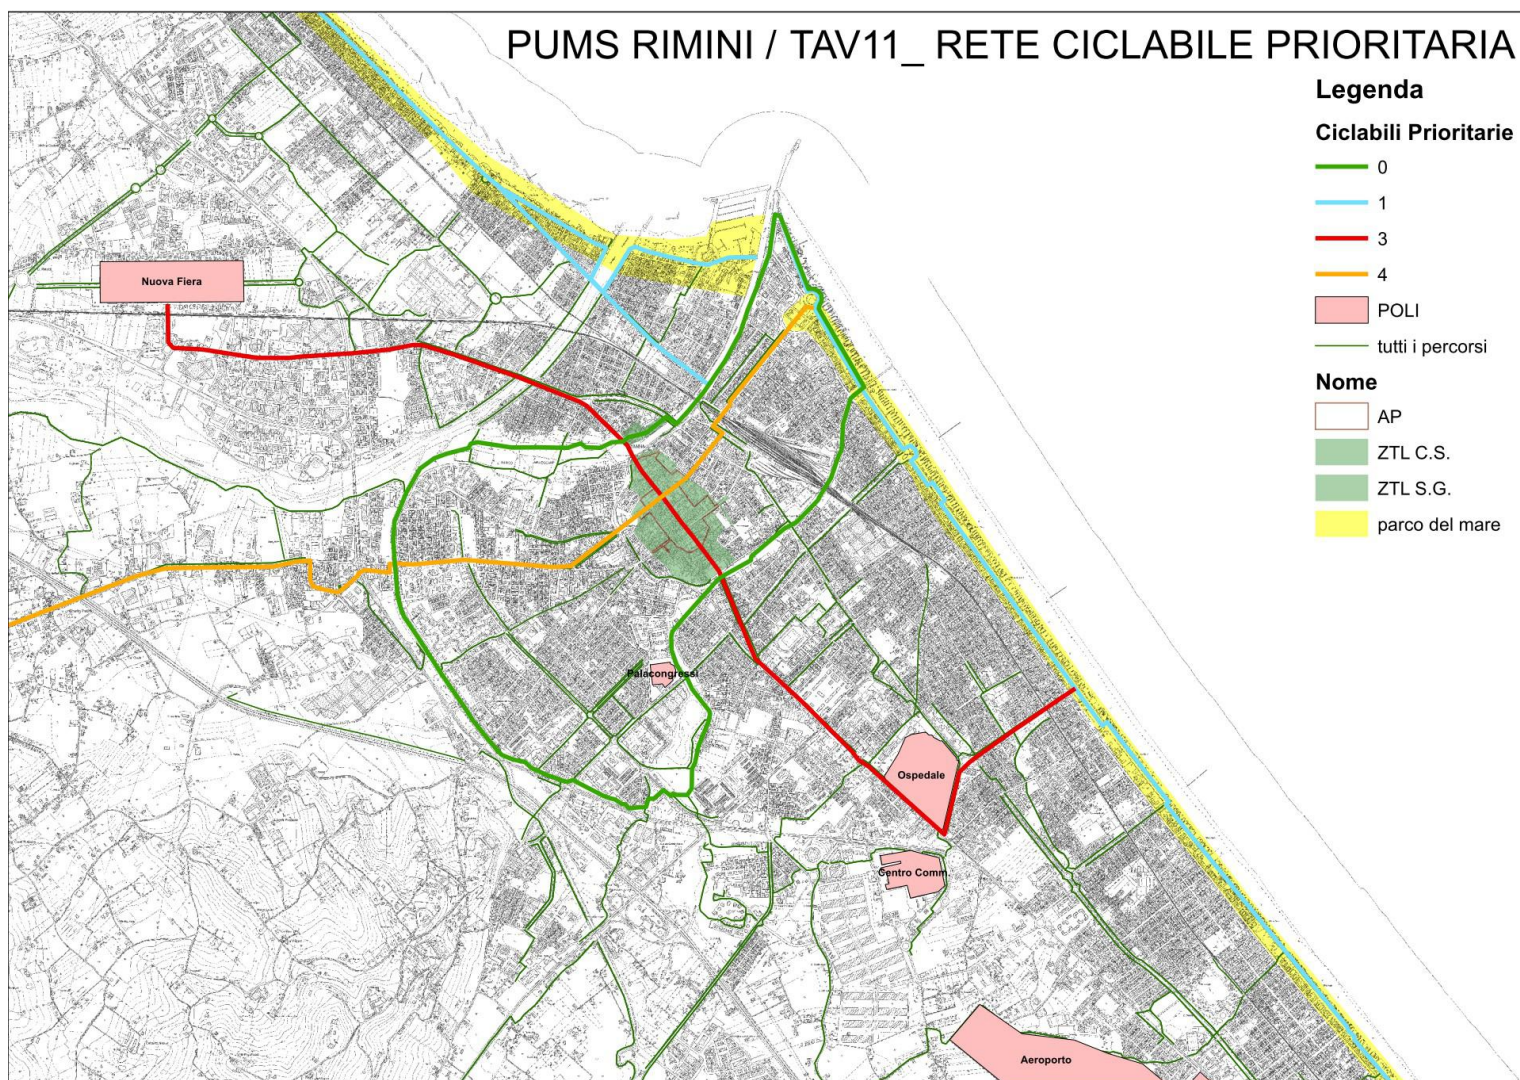 PUMS RIMINI / TAV11_ RETE CICLABILE PRIORITARIA
Legenda
Ciclabili Prioritarie
0
1
3
4
POLI
tutti i percorsi
Nome
AP
ZTL C.S.
ZTL S.G.
parco del mare
Nuova Fiera
Palacongressi
Ospedale
Centro Comm.
Aeroporto